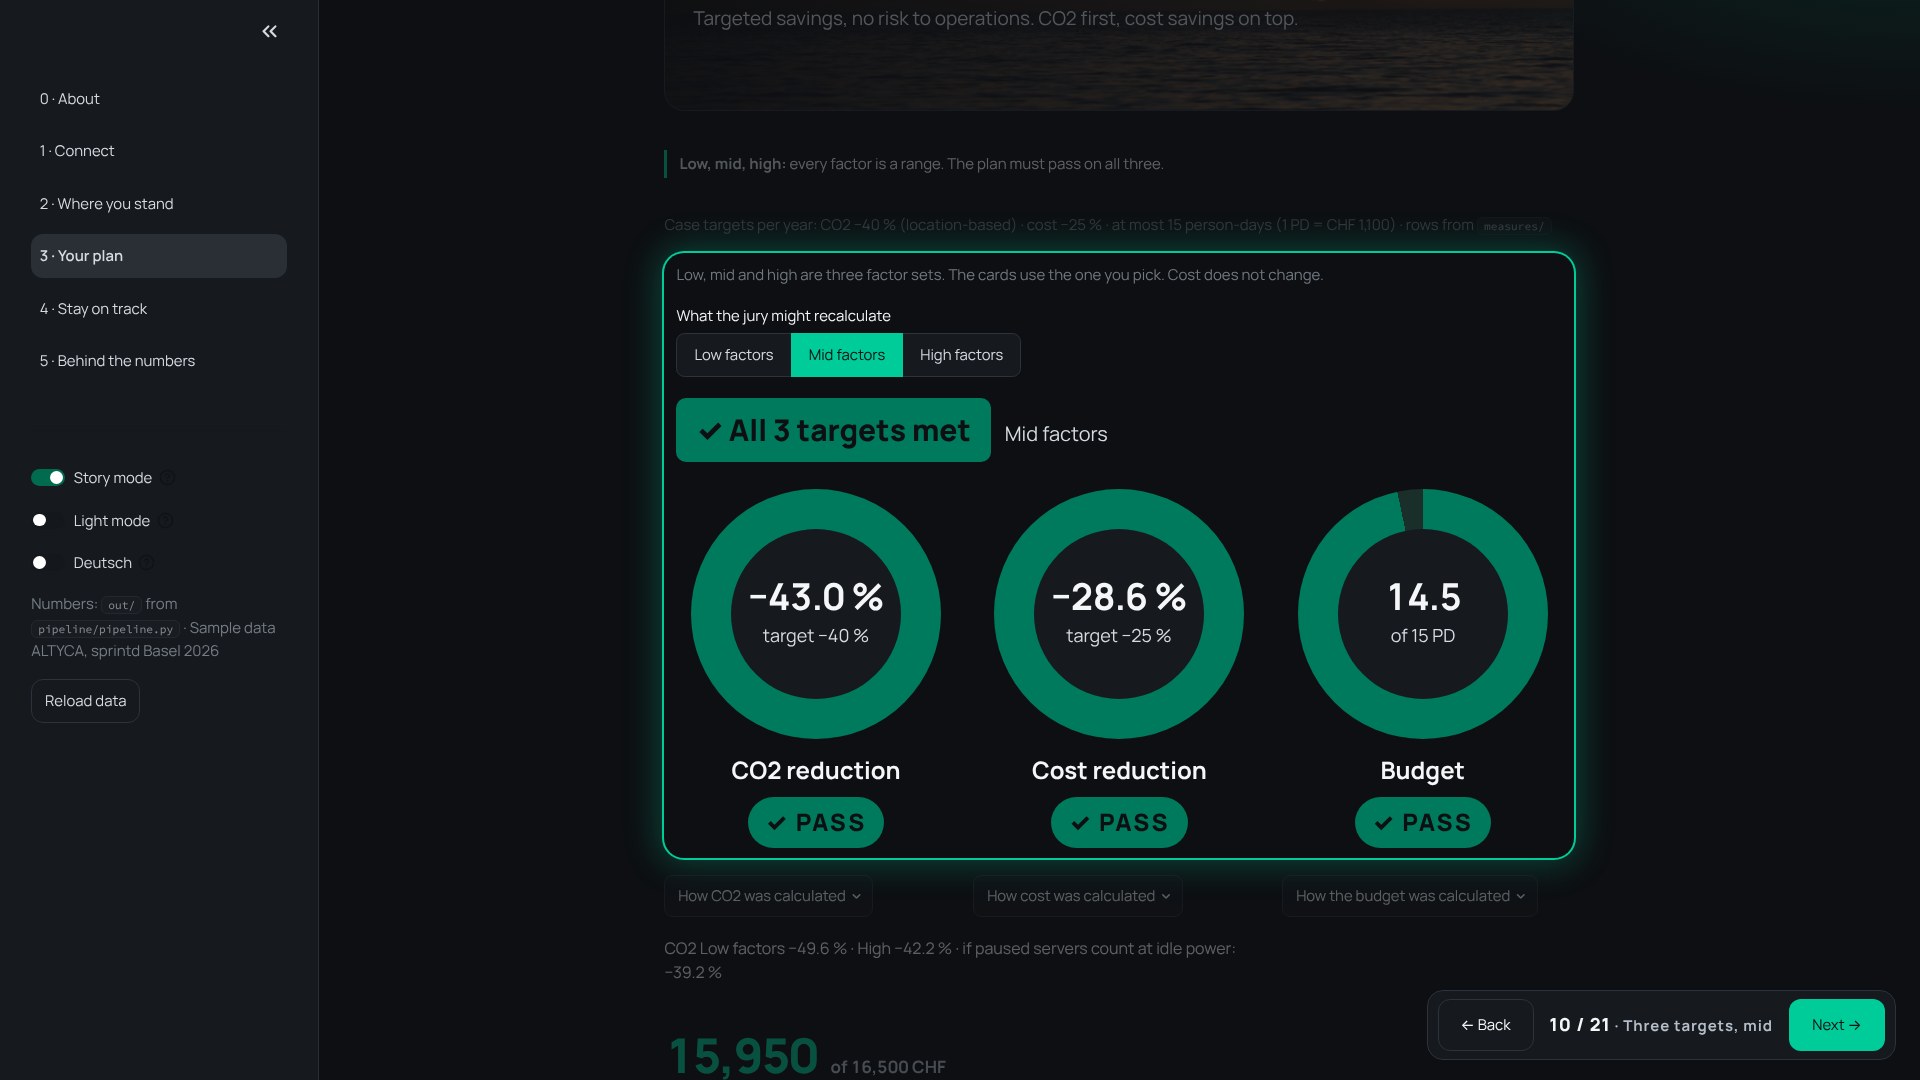 0 · About
1 · Connect
2 · Where you stand
3 · Your plan
4 · Stay on track
5 · Behind the numbers
Story mode
Light mode
Deutsch
Numbers: out/ from
pipeline/pipeline.py · Sample data
ALTYCA, sprintd Basel 2026
Reload data
Targeted savings, no risk to operations. CO2 first, cost savings on top.
Low, mid, high: every factor is a range. The plan must pass on all three.
Case targets per year: CO2 −40 % (location-based) · cost −25 % · at most 15 person-days (1 PD = CHF 1,100) · rows from measures/
Low, mid and high are three factor sets. The cards use the one you pick. Cost does not change.
What the jury might recalculate
Low factors Mid factors High factors
✓ All 3 targets met Mid factors
−43.0 % −28.6 % 14.5
target −40 % target −25 % of 15 PD
CO2 reduction Cost reduction Budget
✓ PASS ✓ PASS ✓ PASS
How CO2 was calculated How cost was calculated How the budget was calculated
CO2 Low factors −49.6 % · High −42.2 % · if paused servers count at idle power:
−39.2 %
15,950 of 16,500 CHF
← Back 10 / 21 · Three targets, mid Next →